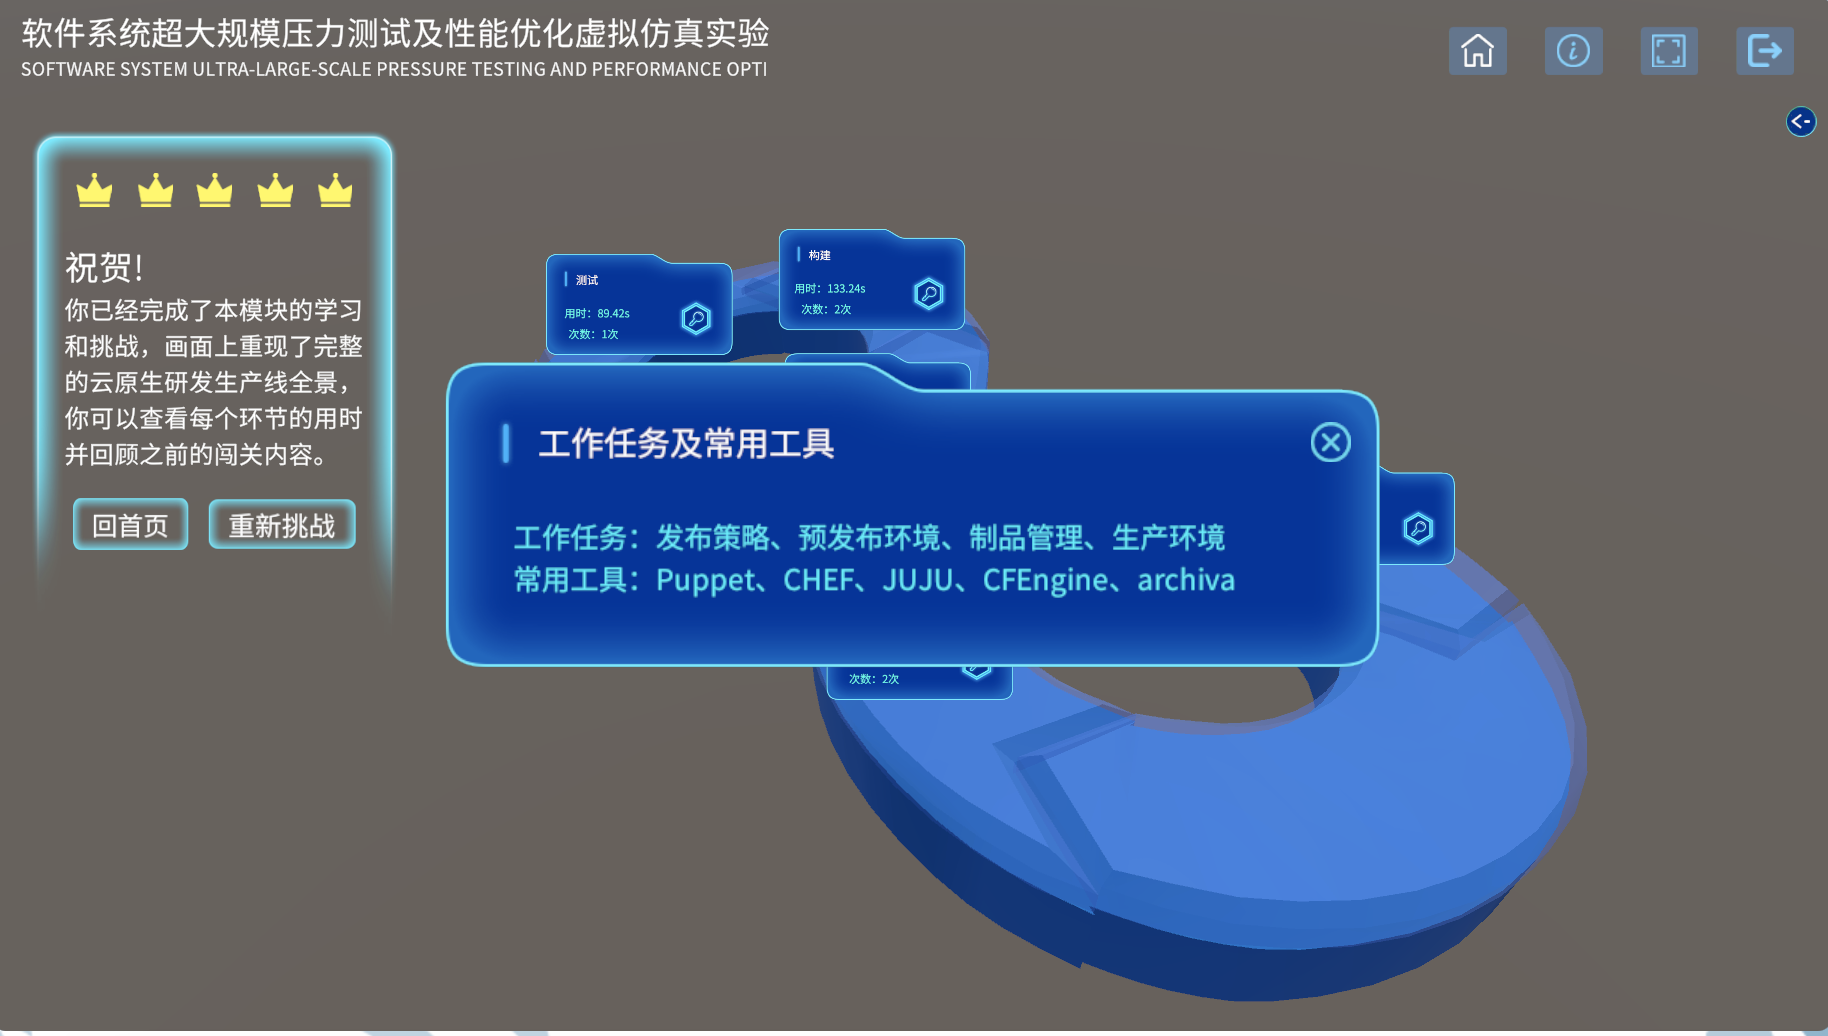 软件系统超大规模压力测试及性能优化虚拟仿真实验
SOFTWARE SYSTEM ULTRA-LARGE-SCALE PRESSURE TESTING AND PERFORMANCE OPTI
祝贺!
你已经完成了本模块的学习
和挑战，画面上重现了完整
的云原生研发生产线全景，
你可以查看每个环节的用时
并回顾之前的闯关内容。
回首页
重新挑战
测试
用时：89.42s
次数：1次
构建
用时：133.24s
次数：2次
工作任务及常用工具
工作任务：发布策略、预发布环境、制品管理、生产环境
常用工具：Puppet、CHEF、JUJU、CFEngine、archiva
次数：2次